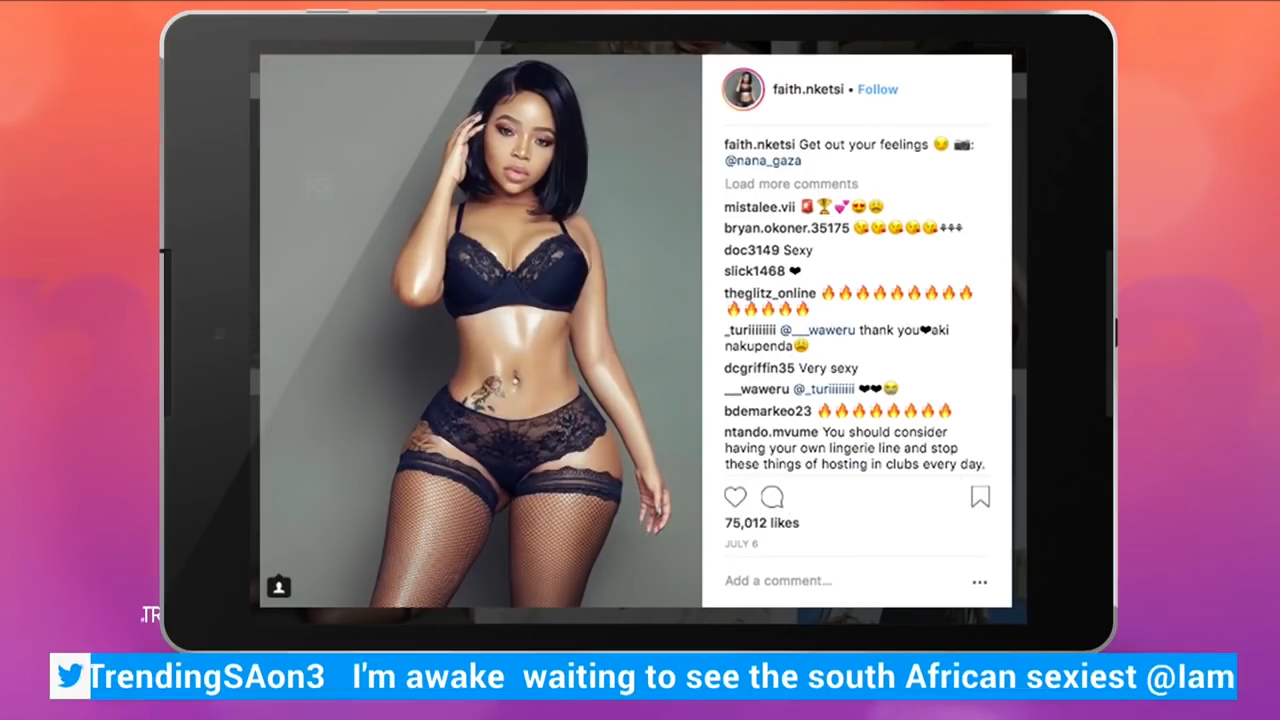 faith.nketsi • Follow
faith.nketsi Get out your feelings 😏 📷:
@nana_gaza
Load more comments
mistalee.vii 🚨🏆💕😍😩
bryan.okoner.35175 😘😘😘😘😘⚘⚘⚘
doc3149 Sexy
slick1468 ❤
theglitz_online 🔥🔥🔥🔥🔥🔥🔥🔥🔥
🔥🔥🔥🔥🔥
_turiiiiiiii @___waweru thank you❤aki
nakupenda😩
dcgriffin35 Very sexy
___waweru @_turiiiiiiii ❤❤😭
bdemarkeo23 🔥🔥🔥🔥🔥🔥🔥🔥
ntando.mvume You should consider
having your own lingerie line and stop
these things of hosting in clubs every day.
75,012 likes
JULY 6
Add a comment...
.TR
TrendingSAon3 I'm awake waiting to see the south African sexiest @Iam